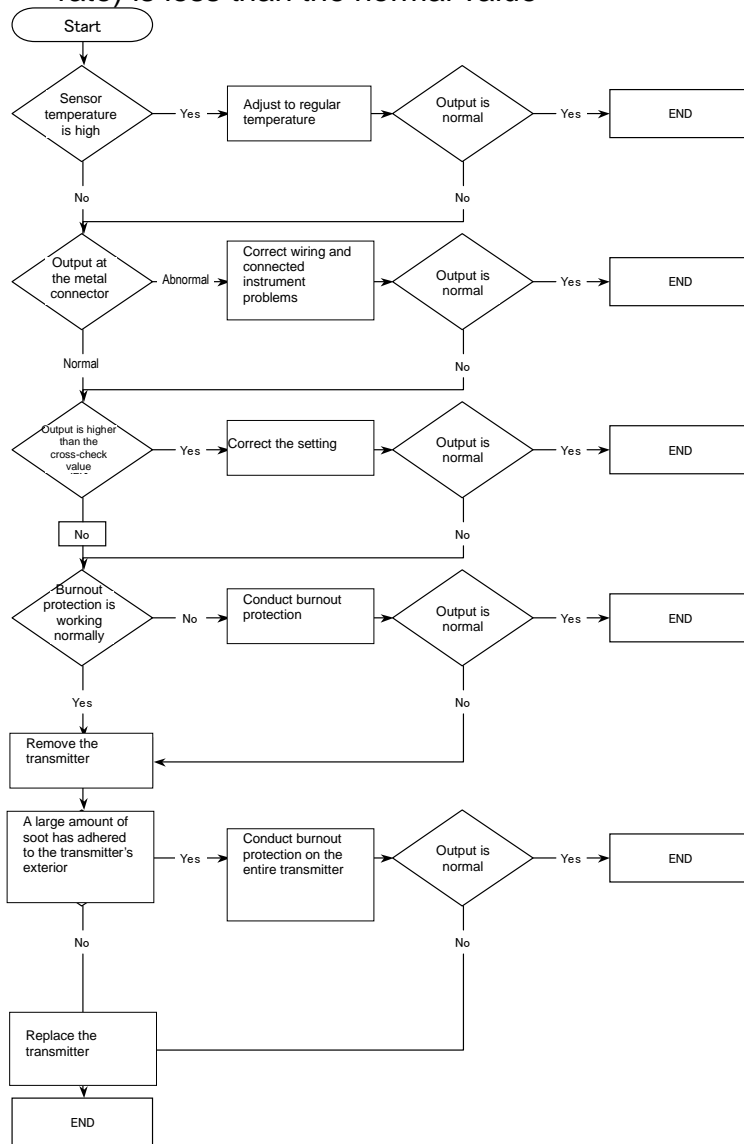 rate) is less than the normal value
Start
Sensor
temperature
is high
Yes
Adjust to regular
temperature
Output is
normal
Yes
END
No
No
Output at
the metal
connector
Abnormal
Correct wiring and
connected
instrument
problems
Output is
normal
Yes
END
Normal
No
Output is higher
than the
cross-check
value
Yes
Correct the setting
Output is
normal
Yes
END
No
No
Burnout
protection is
working
normally
No
Conduct burnout
protection
Output is
normal
Yes
END
Yes
No
Remove the
transmitter
A large amount of
soot has adhered
to the transmitter's
exterior
Yes
Conduct burnout
protection on the
entire transmitter
Output is
normal
Yes
END
No
No
Replace the
transmitter
END